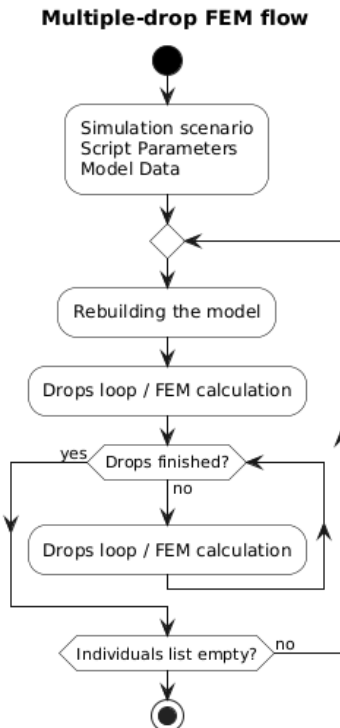 Multiple-drop FEM flow
Simulation scenario
Script Parameters
Model Data
Rebuilding the model
Drops loop / FEM calculation
yes
Drops finished?
no
Drops loop / FEM calculation
Individuals list empty?
no